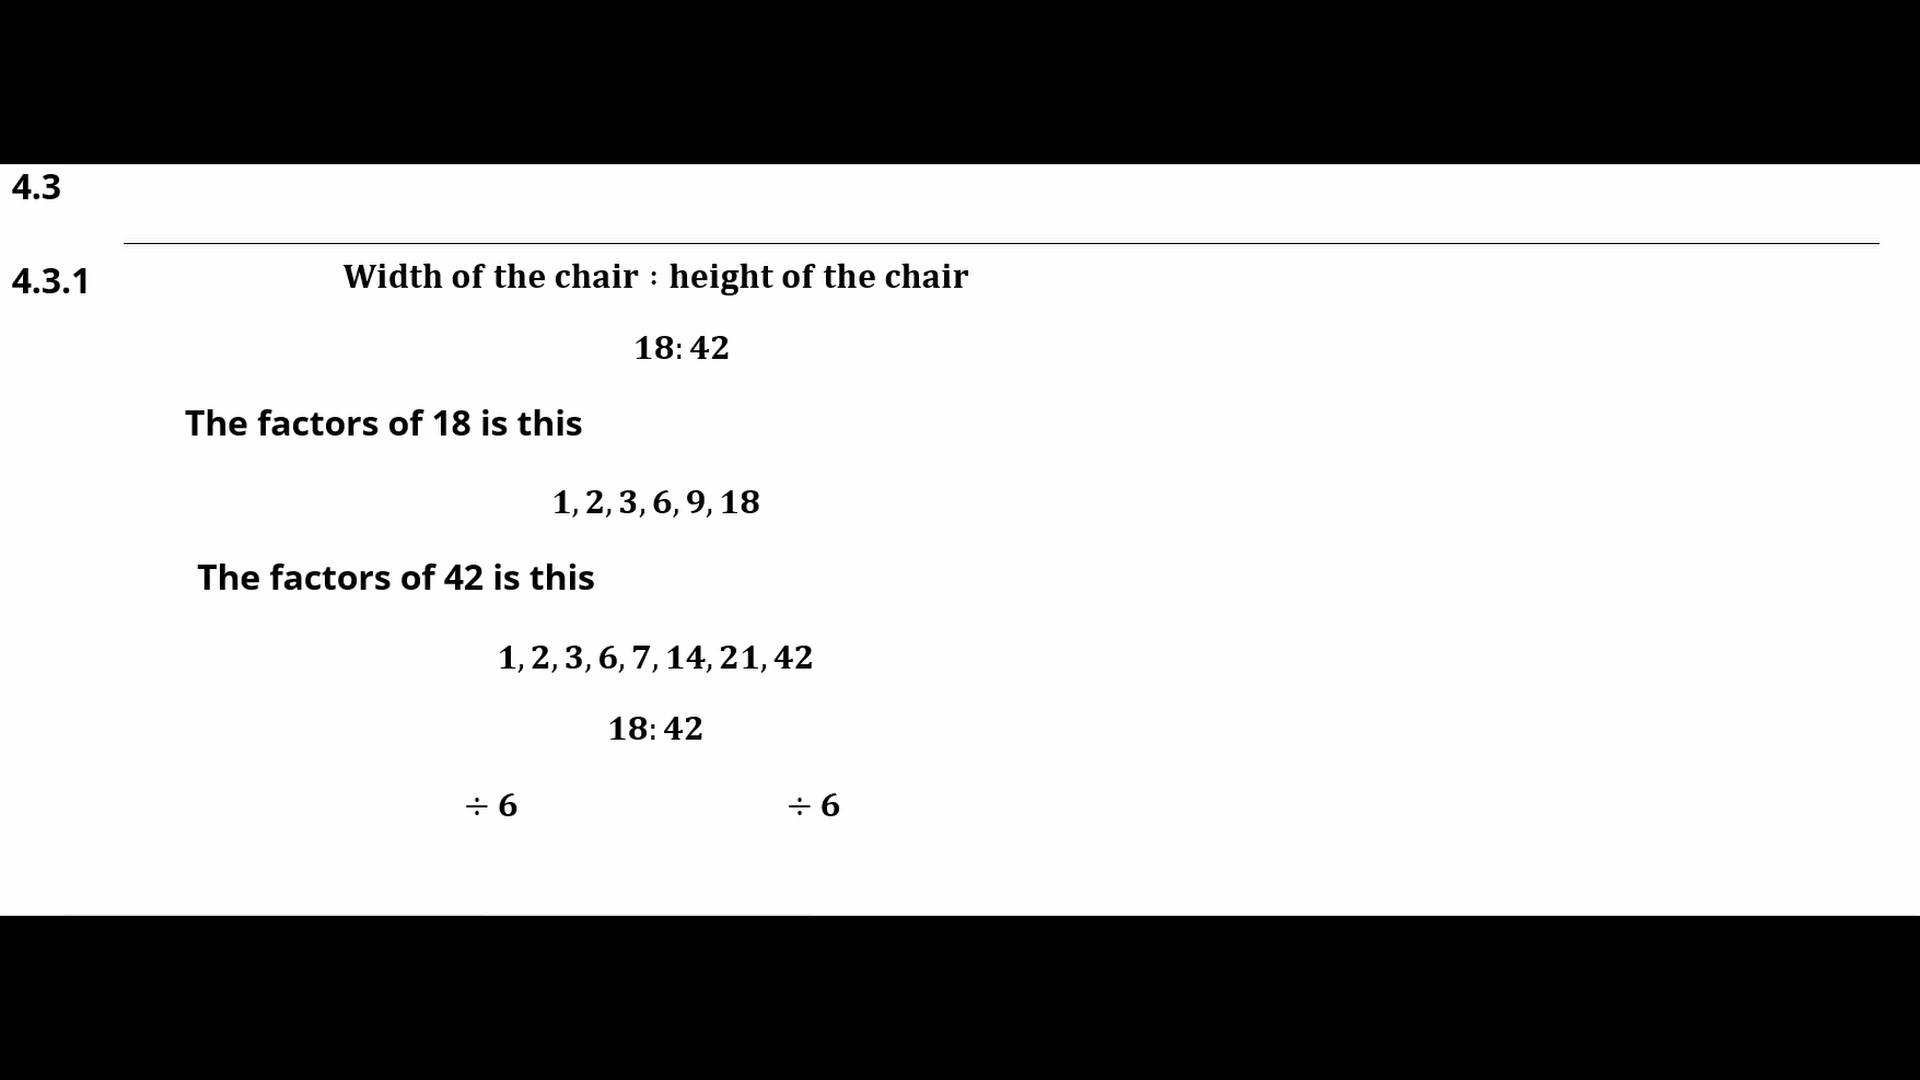 4.3
4.3.1 Width of the chair : height of the chair
18: 42
The factors of 18 is this
1, 2, 3, 6, 9, 18
The factors of 42 is this
1, 2, 3, 6, 7, 14, 21, 42
18: 42
÷ 6 ÷ 6